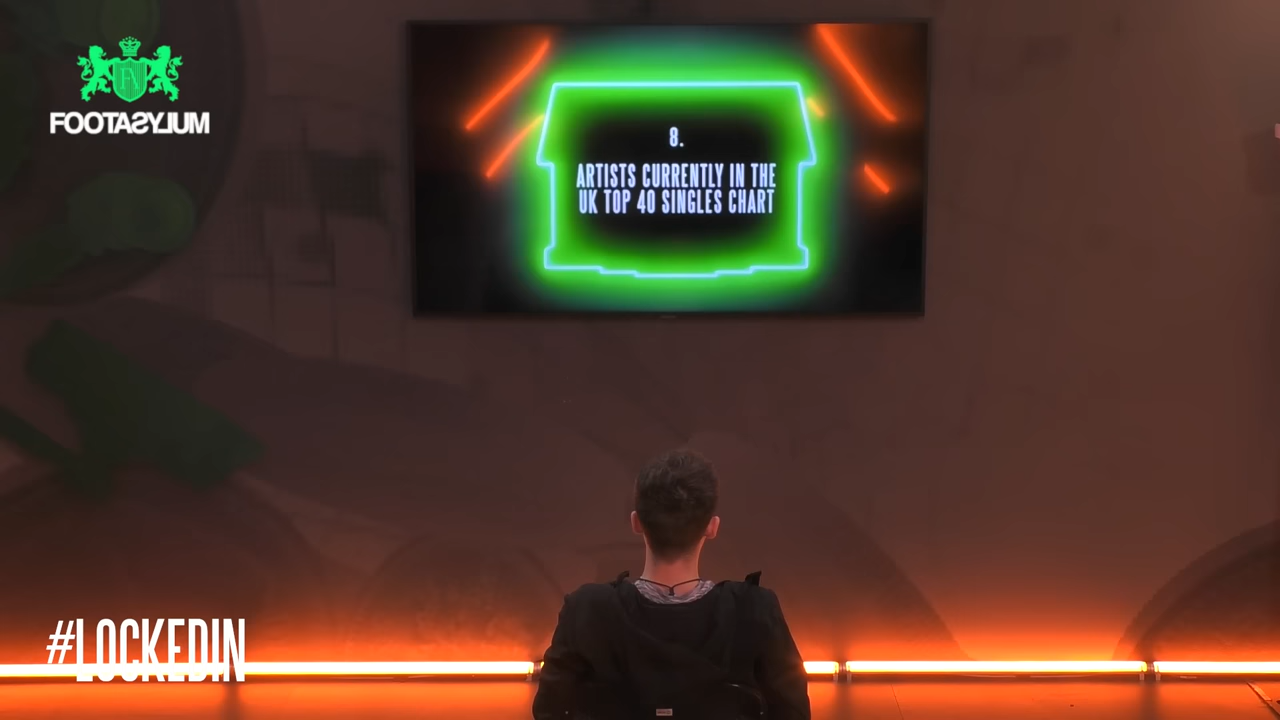 FOOTASYLUM
8.
ARTISTS CURRENTLY IN THE
UK TOP 40 SINGLES CHART
#LOCKEDIN